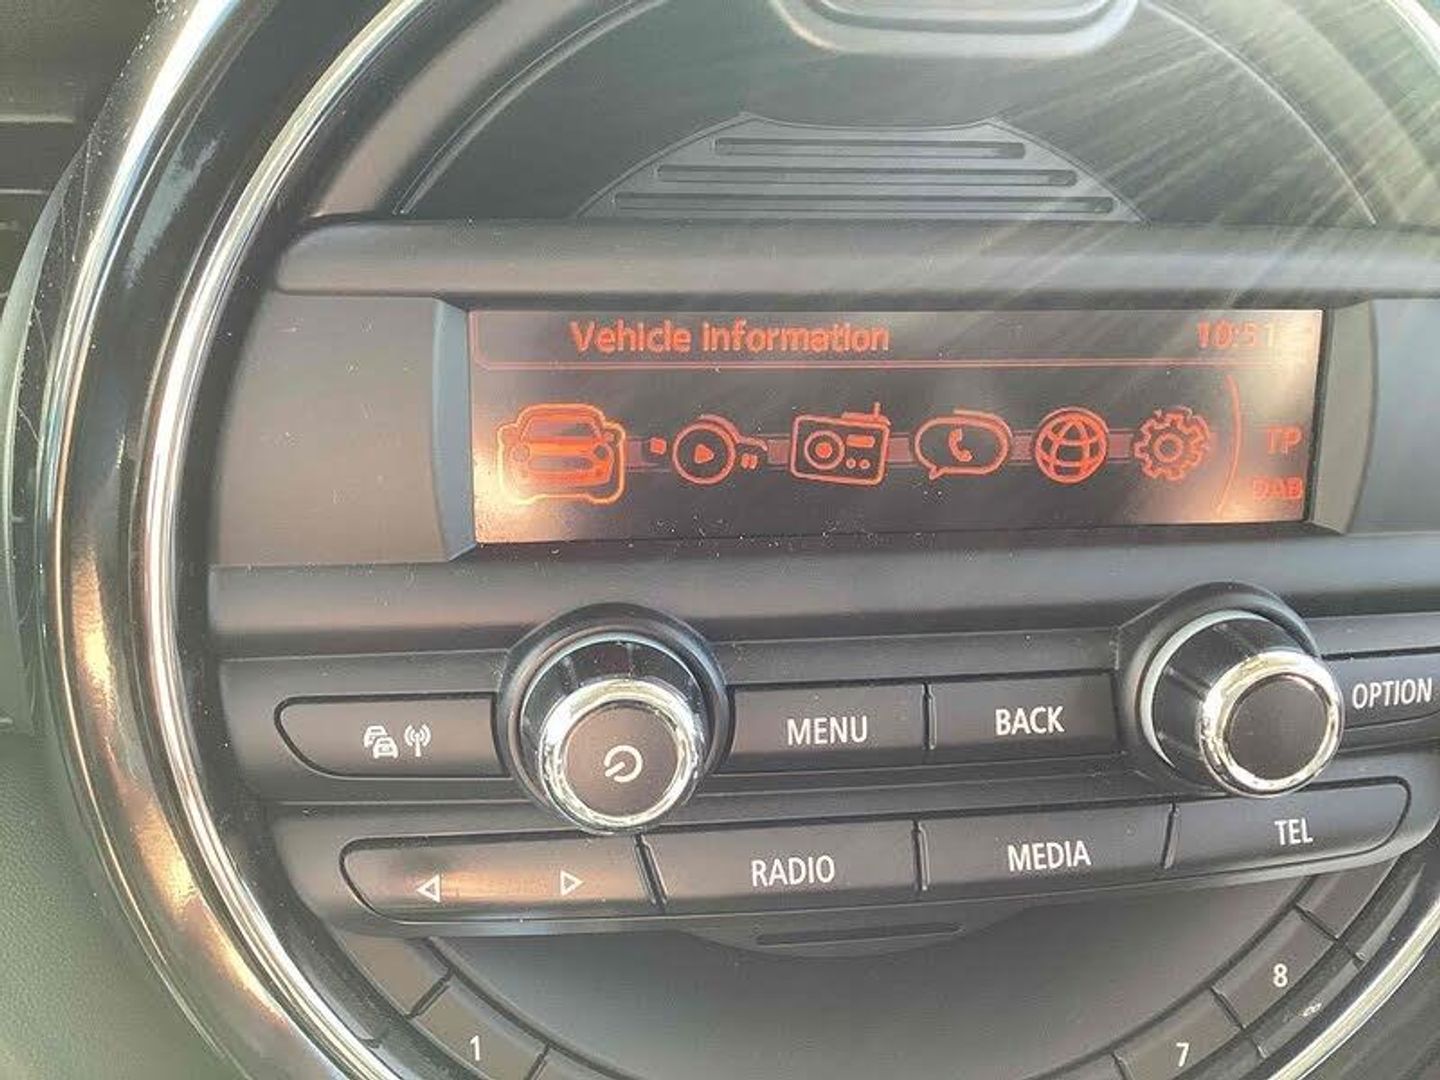 Vehicle information 10:51
TP
DAB
MENU
BACK
OPTION
RADIO
MEDIA
TEL
1
7
8